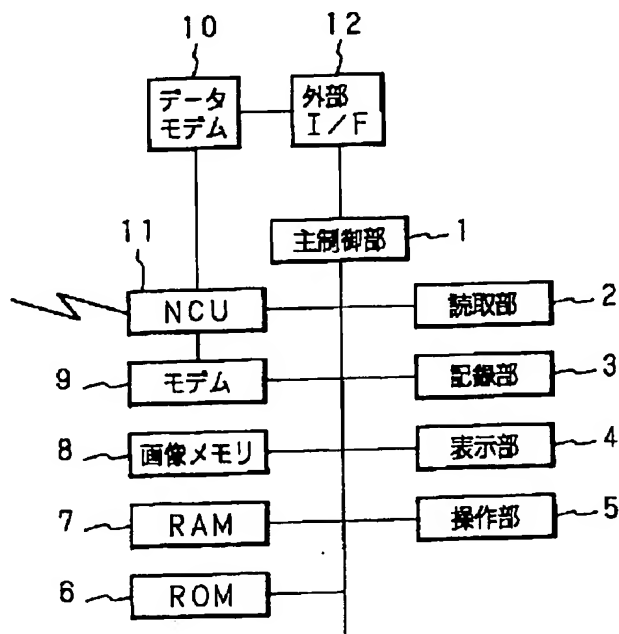 10
12
データ
モデム
外部
I/F
11
主制御部
1
NCU
読取部
2
9
モデム
記録部
3
8
画像メモリ
表示部
4
7
RAM
操作部
5
6
ROM